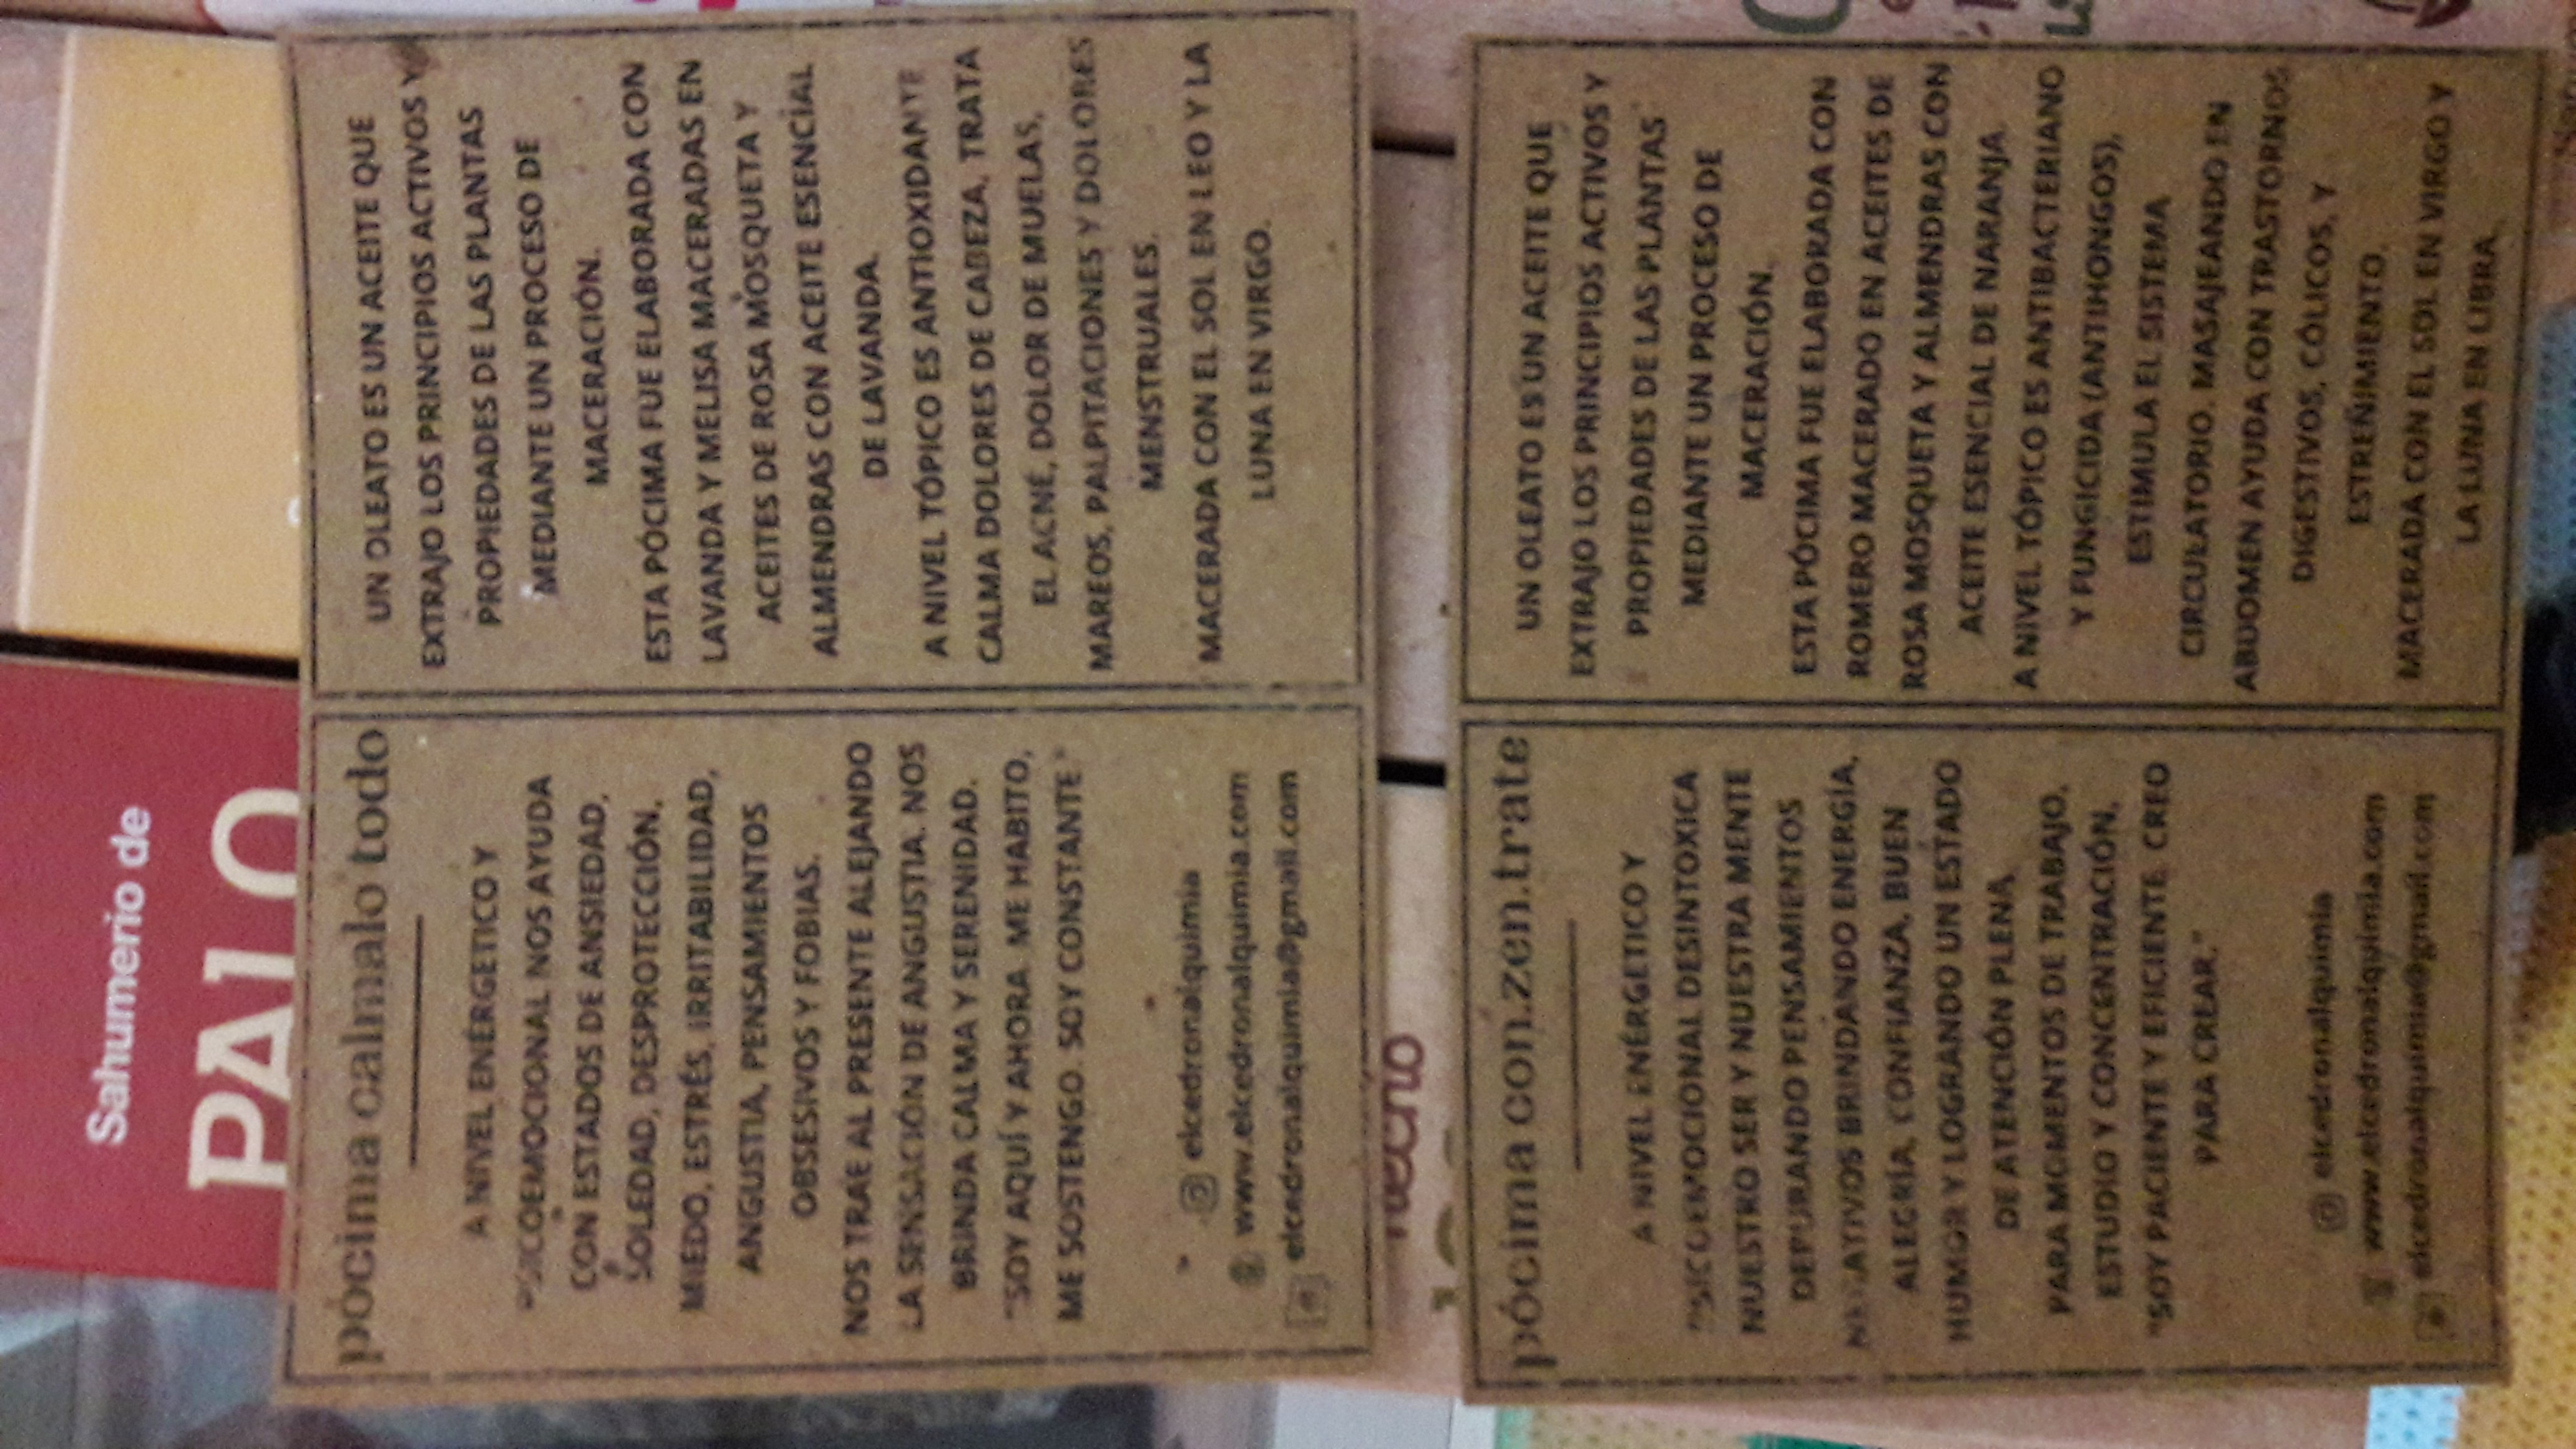 Sahumerio de
PALO
pócima calmalo todo
A NIVEL ENÉRGETICO Y
PSICOEMOCIONAL NOS AYUDA
CON ESTADOS DE ANSIEDAD,
SOLEDAD, DESPROTECCIÓN,
MIEDO, ESTRÉS, IRRITABILIDAD,
ANGUSTIA, PENSAMIENTOS
OBSESIVOS Y FOBIAS.
NOS TRAE AL PRESENTE ALEJANDO
LA SENSACIÓN DE ANGUSTIA. NOS
BRINDA CALMA Y SERENIDAD.
"SOY AQUÍ Y AHORA. ME HABITO,
ME SOSTENGO. SOY CONSTANTE."
elcedronalquimia
www.elcedronalquimia.com
elcedronalquimia@gmail.com
UN OLEATO ES UN ACEITE QUE
EXTRAJO LOS PRINCIPIOS ACTIVOS Y
PROPIEDADES DE LAS PLANTAS
MEDIANTE UN PROCESO DE
MACERACIÓN.
ESTA PÓCIMA FUE ELABORADA CON
LAVANDA Y MELISA MACERADAS EN
ACEITES DE ROSA MOSQUETA Y
ALMENDRAS CON ACEITE ESENCIAL
DE LAVANDA.
A NIVEL TÓPICO ES ANTIOXIDANTE
CALMA DOLORES DE CABEZA, TRATA
EL ACNÉ, DOLOR DE MUELAS,
MAREOS, PALPITACIONES Y DOLORES
MENSTRUALES.
MACERADA CON EL SOL EN LEO Y LA
LUNA EN VIRGO.
hecho
pócima con.zen.trate
A NIVEL ENÉRGETICO Y
PSICOEMOCIONAL DESINTOXICA
NUESTRO SER Y NUESTRA MENTE
DEPURANDO PENSAMIENTOS
NEGATIVOS BRINDANDO ENERGÍA,
ALEGRÍA, CONFIANZA, BUEN
HUMOR Y LOGRANDO UN ESTADO
DE ATENCIÓN PLENA.
PARA MOMENTOS DE TRABAJO,
ESTUDIO Y CONCENTRACIÓN.
"SOY PACIENTE Y EFICIENTE. CREO
PARA CREAR."
elcedronalquimia
www.elcedronalquimia.com
elcedronalquimia@gmail.com
UN OLEATO ES UN ACEITE QUE
EXTRAJO LOS PRINCIPIOS ACTIVOS Y
PROPIEDADES DE LAS PLANTAS
MEDIANTE UN PROCESO DE
MACERACIÓN.
ESTA PÓCIMA FUE ELABORADA CON
ROMERO MACERADO EN ACEITES DE
ROSA MOSQUETA Y ALMENDRAS CON
ACEITE ESENCIAL DE NARANJA.
A NIVEL TÓPICO ES ANTIBACTERIANO
Y FUNGICIDA (ANTIHONGOS),
ESTIMULA EL SISTEMA
CIRCULATORIO. MASAJEANDO EN
ABDOMEN AYUDA CON TRASTORNOS
DIGESTIVOS, CÓLICOS, Y
ESTREÑIMIENTO.
MACERADA CON EL SOL EN VIRGO Y
LA LUNA EN LIBRA.